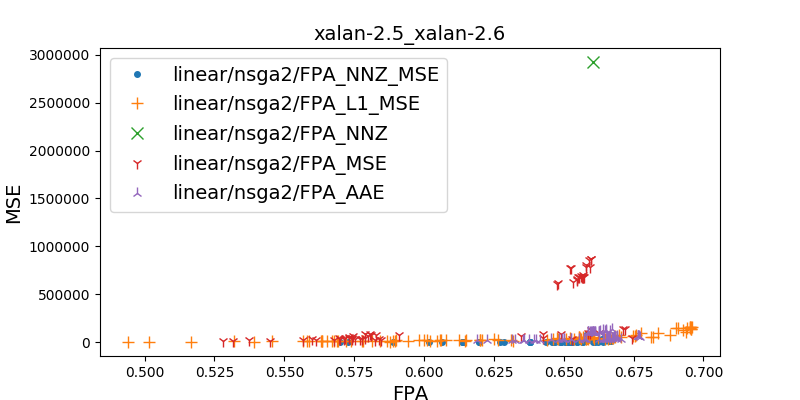 xalan-2.5_xalan-2.6
3000000
2500000
2000000
1500000
1000000
500000
0
MSE
linear/nsga2/FPA_NNZ_MSE
linear/nsga2/FPA_L1_MSE
linear/nsga2/FPA_NNZ
linear/nsga2/FPA_MSE
linear/nsga2/FPA_AAE
0.500 0.525 0.550 0.575 0.600 0.625 0.650 0.675 0.700
FPA